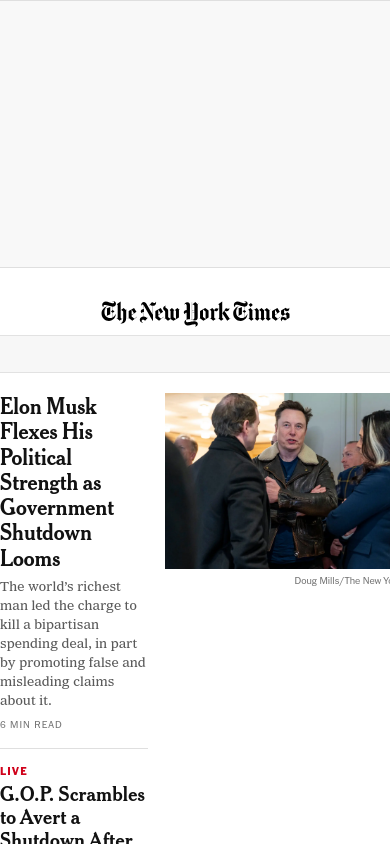 The New York Times
Elon Musk
Flexes His
Political
Strength as
Government
Shutdown
Looms
The world's richest
man led the charge to
kill a bipartisan
spending deal, in part
by promoting false and
misleading claims
about it.
6 MIN READ
Doug Mills/The New Yo
LIVE
G.O.P. Scrambles
to Avert a
Shutdown After